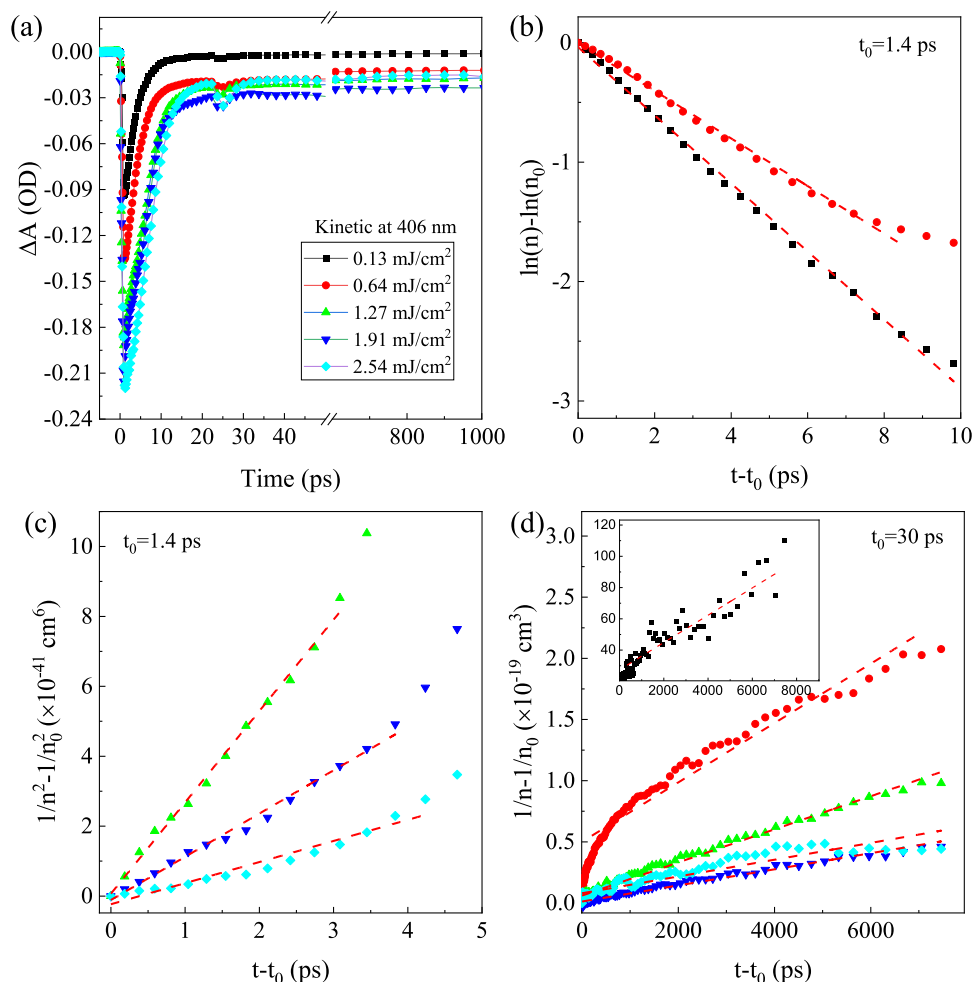 (a)
0.00
-0.03
-0.06
-0.09
-0.12
-0.15
-0.18
-0.21
-0.24
ΔA (OD)
Kinetic at 406 nm
0.13 mJ/cm²
0.64 mJ/cm²
1.27 mJ/cm²
1.91 mJ/cm²
2.54 mJ/cm²
0 10 20 30 40 800 1000
Time (ps)
(b)
t₀=1.4 ps
0
-1
-2
-3
ln(n)-ln(n₀)
0 2 4 6 8 10
t-t₀ (ps)
(c)
t₀=1.4 ps
10
8
6
4
2
0
1/n²-1/n₀² (×10⁻⁴¹ cm⁶)
0 1 2 3 4 5
t-t₀ (ps)
(d)
t₀=30 ps
3.0
2.5
2.0
1.5
1.0
0.5
0.0
1/n-1/n₀ (×10⁻¹⁹ cm³)
120
100
80
60
40
0 2000 4000 6000 8000
0 2000 4000 6000
t-t₀ (ps)